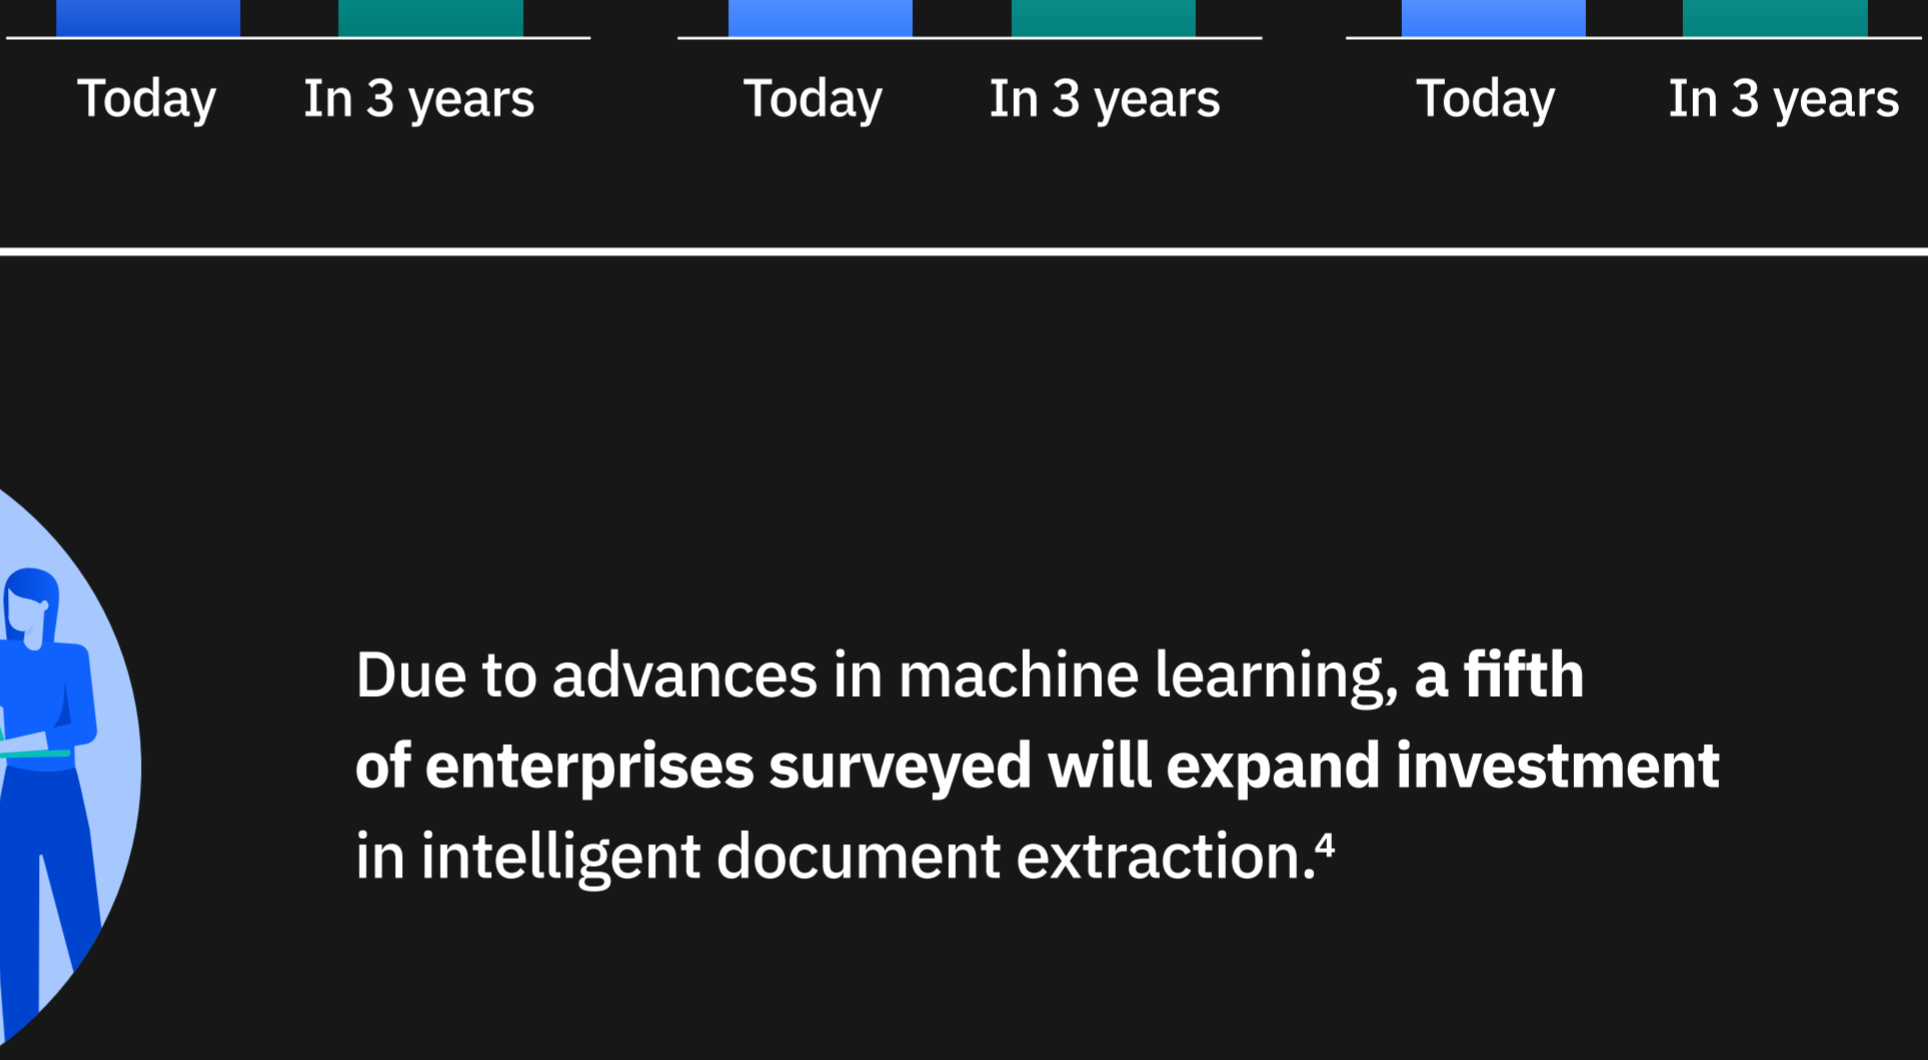 Today In 3 years Today In 3 years Today In 3 years
Due to advances in machine learning, a fifth
of enterprises surveyed will expand investment
in intelligent document extraction.⁴